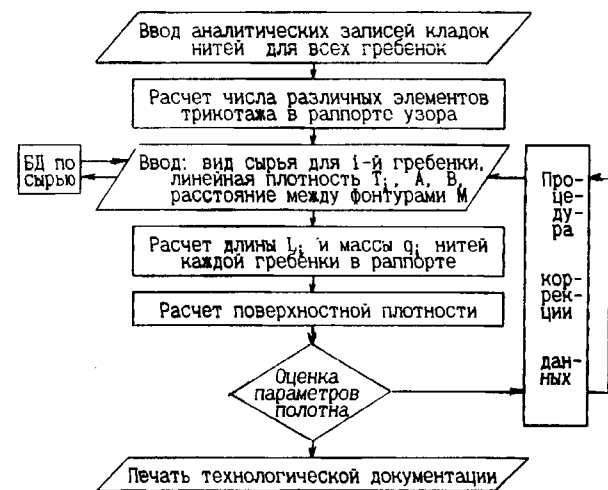 Ввод аналитических записей кладок
нитей для всех гребенок
Расчет числа различных элементов
трикотажа в раппорте узора
БД по
сырью
Ввод: вид сырья для i-й гребенки,
линейная плотность Ti, A, B,
расстояние между фонтурами M
Про-
це-
ду-
ра
кор-
рек-
ции
дан-
ных
Расчет длины Li и массы qi нитей
каждой гребенки в раппорте
Расчет поверхностной плотности
Оценка
параметров
полотна
Печать технологической документации